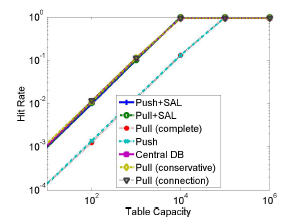 10^0
10^-1
10^-2
10^-3
10^-4
Hit Rate
Push+SAL
Pull+SAL
Pull (complete)
Push
Central DB
Pull (conservative)
Pull (connection)
10^2
10^4
10^6
Table Capacity